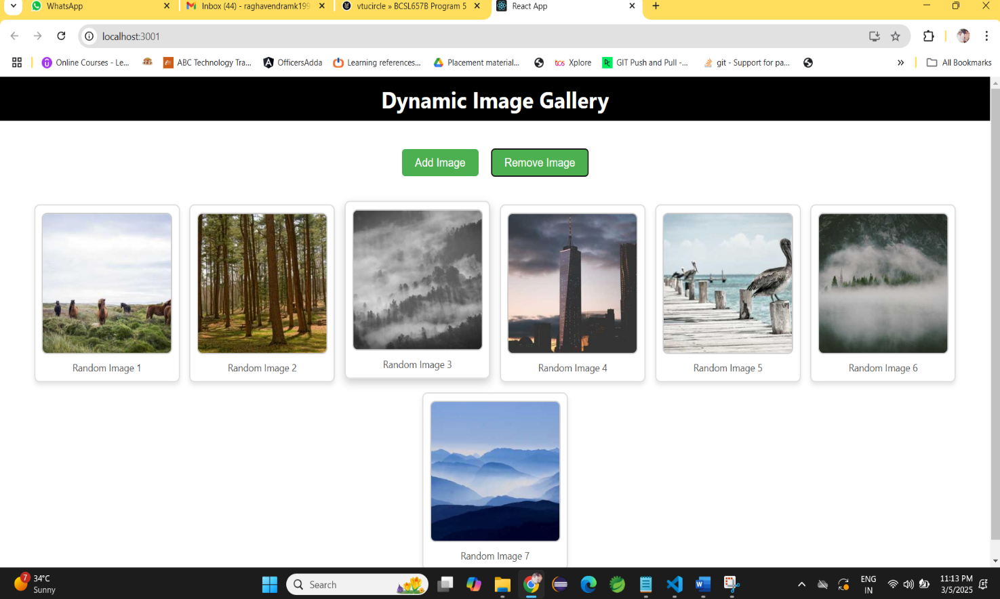 WhatsApp
Inbox (44) - raghavendramk199
vtucircle » BCSL657B Program 5
React App
localhost:3001
Online Courses - Le...
ABC Technology Tra...
OfficersAdda
Learning references...
Placement material...
tcs Xplore
GIT Push and Pull -...
git - Support for pa...
»
All Bookmarks
Dynamic Image Gallery
Add Image
Remove Image
Random Image 1
Random Image 2
Random Image 3
Random Image 4
Random Image 5
Random Image 6
Random Image 7
7
34°C
Sunny
Search
ENG
IN
11:13 PM
3/5/2025